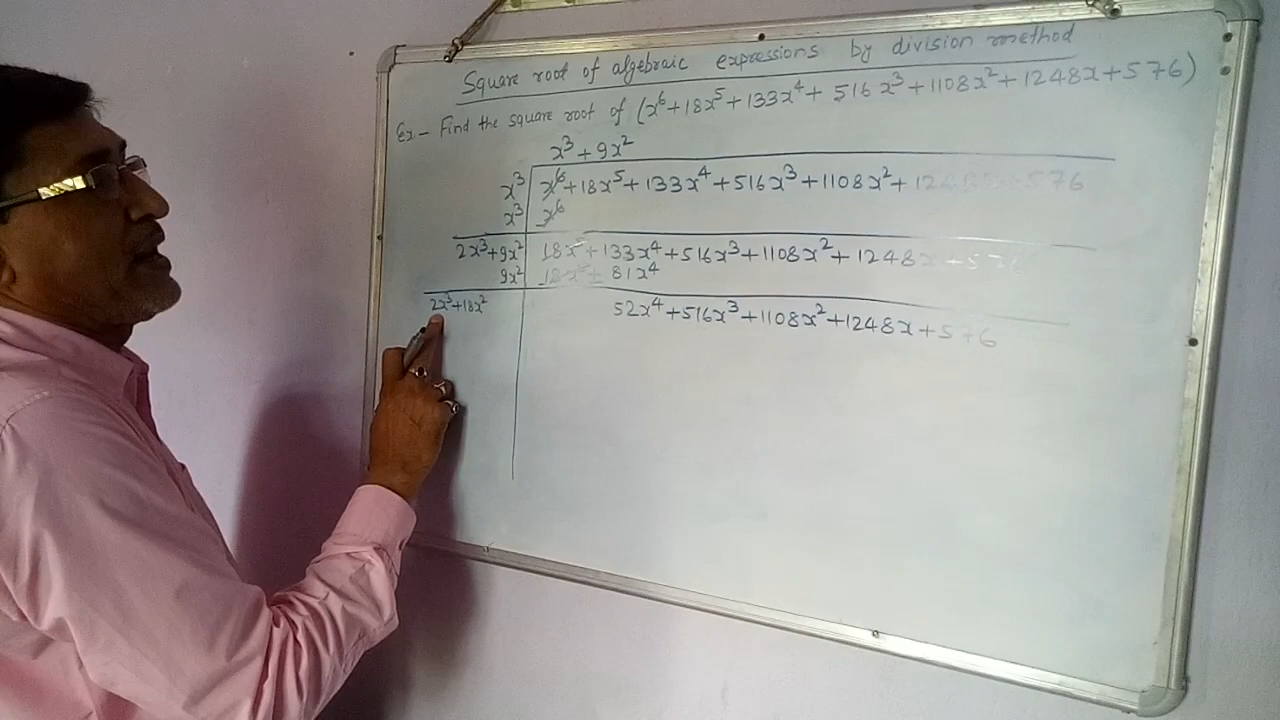 Square root of algebraic expressions by division method
Ex- Find the square root of (x⁶+18x⁵+133x⁴+516x³+1108x²+1248x+576)
x³+9x²
x³ x⁶+18x⁵+133x⁴+516x³+1108x²+1248x+576
x³ x⁶
2x³+9x² 18x⁵+133x⁴+516x³+1108x²+1248x+576
9x² 18x⁵+81x⁴
2x³+18x² 52x⁴+516x³+1108x²+1248x+576